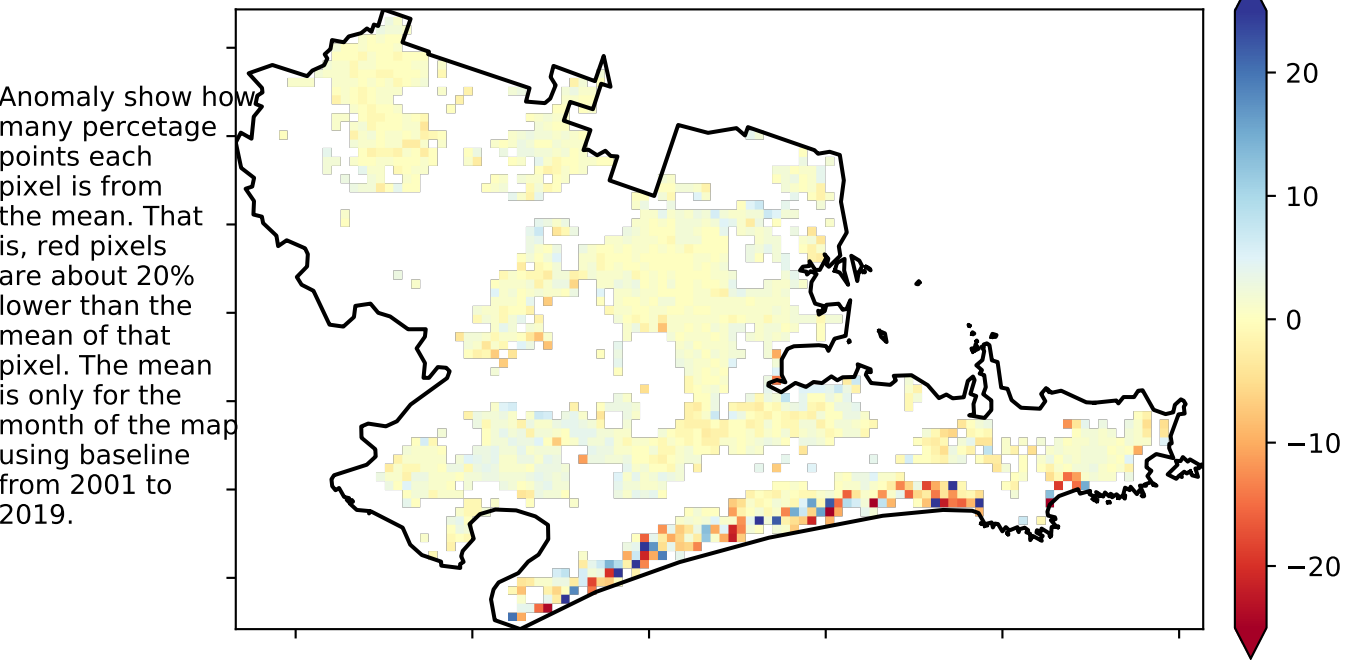 Anomaly show how
many percetage
points each
pixel is from
the mean. That
is, red pixels
are about 20%
lower than the
mean of that
pixel. The mean
is only for the
month of the map
using baseline
from 2001 to
2019.
20
10
0
−10
−20